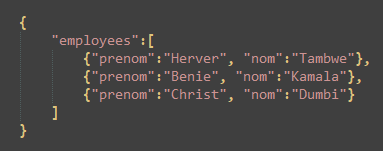 {
"employees":[
{"prenom":"Herver", "nom":"Tambwe"},
{"prenom":"Benie", "nom":"Kamala"},
{"prenom":"Christ", "nom":"Dumbi"}
]
}